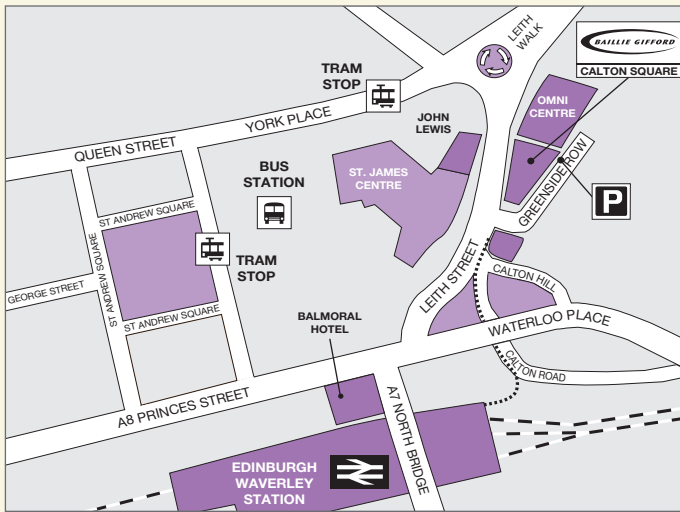 LEITH
WALK
BAILLIE GIFFORD
CALTON SQUARE
TRAM
STOP
OMNI
CENTRE
JOHN
LEWIS
YORK PLACE
QUEEN STREET
BUS
STATION
ST. JAMES
CENTRE
GREENSIDE ROW
P
ST ANDREW SQUARE
ST ANDREW SQUARE
TRAM
STOP
GEORGE STREET
ST ANDREW SQUARE
LEITH STREET
CALTON HILL
BALMORAL
HOTEL
WATERLOO PLACE
CALTON ROAD
A8 PRINCES STREET
A7 NORTH BRIDGE
EDINBURGH
WAVERLEY
STATION